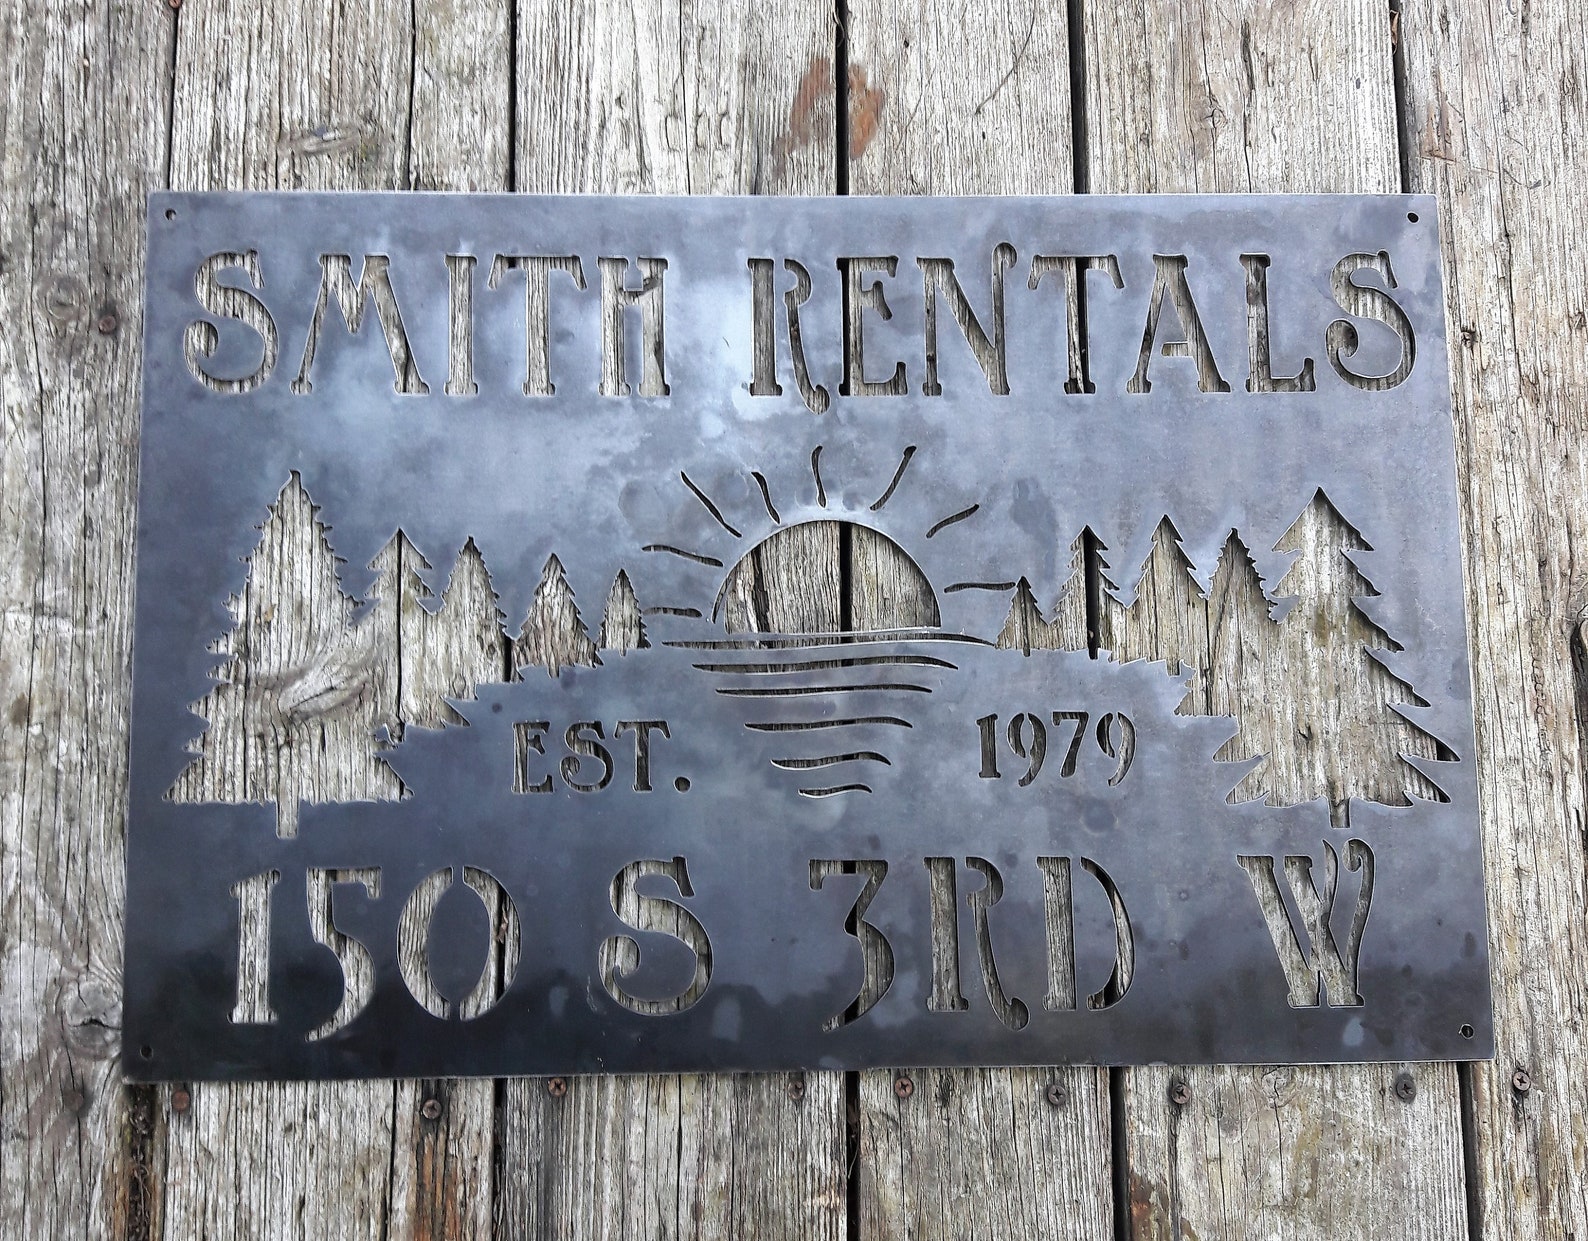 SMITH RENTALS
EST. 1979
150 S 3RD W